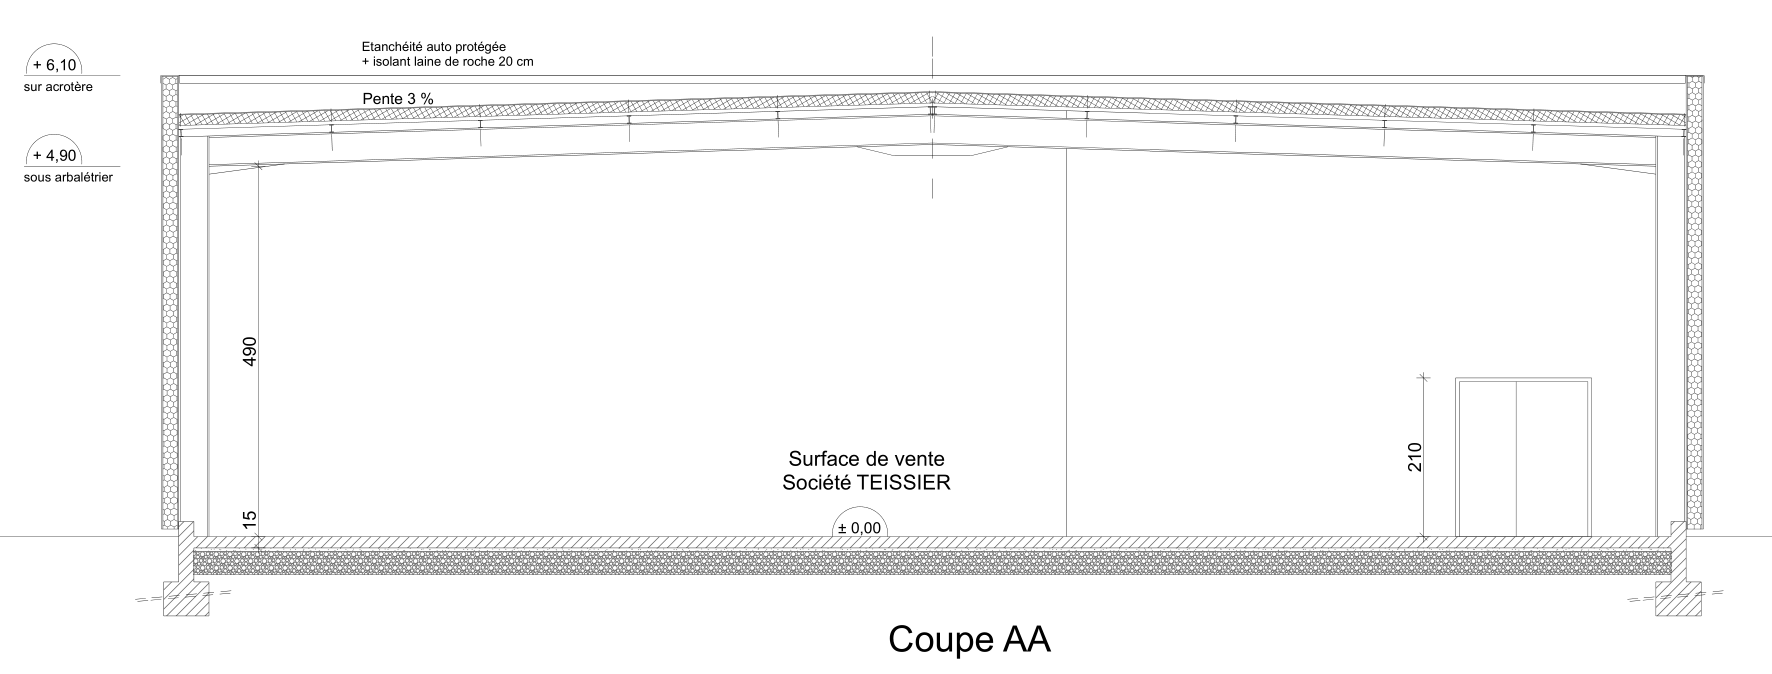 Etanchéité auto protégée
+ isolant laine de roche 20 cm
+ 6,10
sur acrotère
Pente 3 %
+ 4,90
sous arbalétrier
490
210
Surface de vente
Société TEISSIER
15
± 0,00
Coupe AA